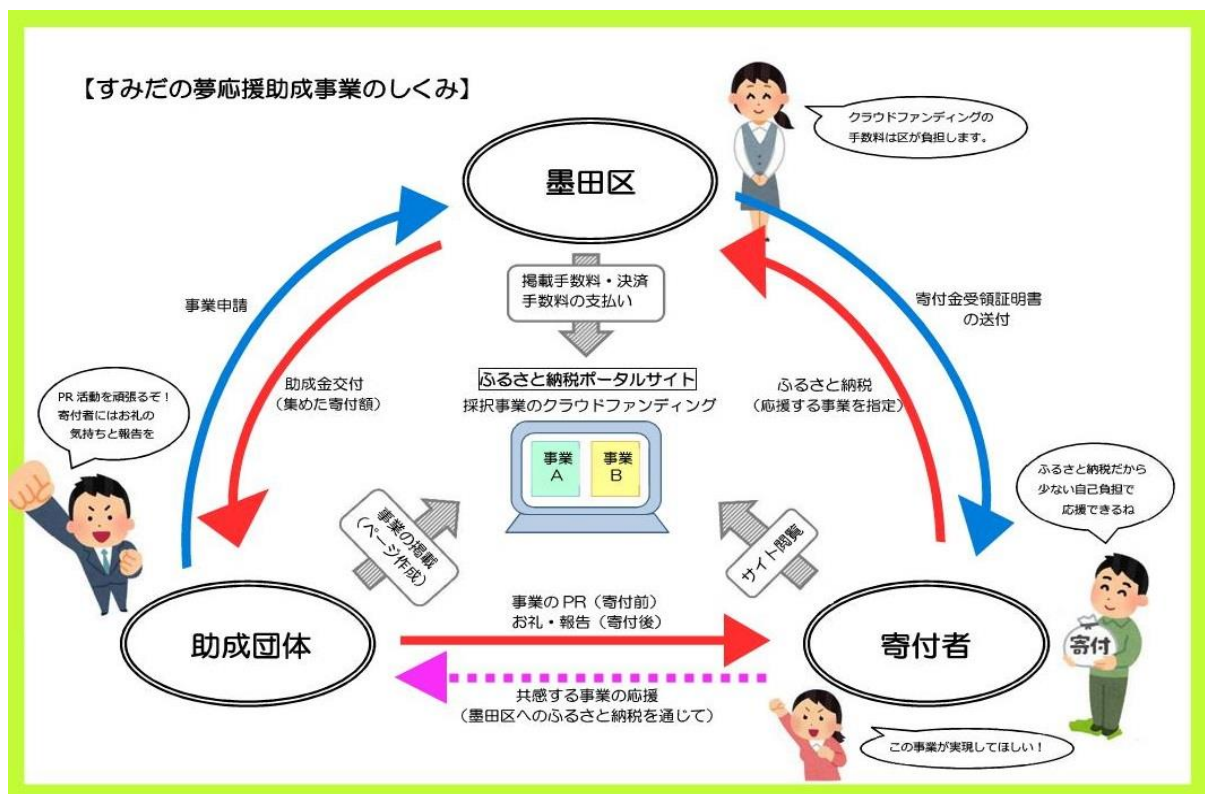 【すみだの夢応援助成事業のしくみ】
墨田区
クラウドファンディングの
手数料は区が負担します。
掲載手数料・決済
手数料の支払い
事業申請
寄付金受領証明書
の送付
助成金交付
(集めた寄付額)
ふるさと納税ポータルサイト
採択事業のクラウドファンディング
ふるさと納税
(応援する事業を指定)
PR活動を頑張るぞ！
寄付者にはお礼の
気持ちと報告を
事業
A
事業
B
ふるさと納税だから
少ない自己負担で
応援できるね
事業の掲載
(ページ作成)
サイト閲覧
事業のPR(寄付前)
お礼・報告(寄付後)
助成団体
寄付者
寄付
共感する事業の応援
(墨田区へのふるさと納税を通じて)
この事業が実現してほしい！